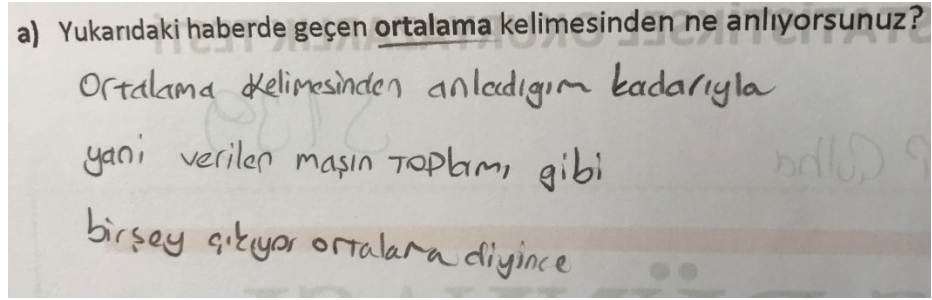 a) Yukarıdaki haberde geçen ortalama kelimesinden ne anlıyorsunuz?
Ortalama kelimesinden anladığım kadarıyla
yani verilen maşın Toplamı gibi
birşey çıkıyor ortalama diyince